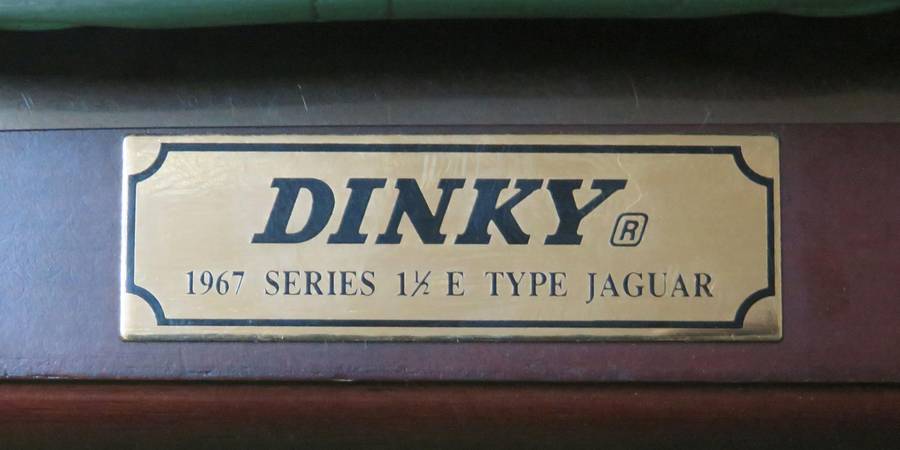 DINKY ®
1967 SERIES 1½ E TYPE JAGUAR